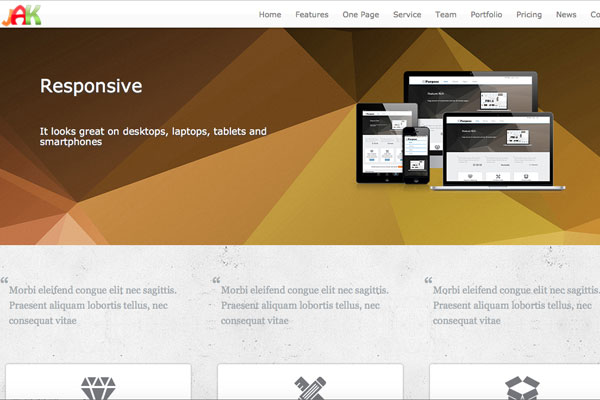 JAK
Home Features One Page Service Team Portfolio Pricing News
Responsive
It looks great on desktops, laptops, tablets and
smartphones
“ Morbi eleifend congue elit nec sagittis.
Praesent aliquam lobortis tellus, nec
consequat vitae
“ Morbi eleifend congue elit nec sagittis.
Praesent aliquam lobortis tellus, nec
consequat vitae
“ Morbi eleifend congue elit nec sagittis.
Praesent aliquam lobortis tellus, nec
consequat vitae